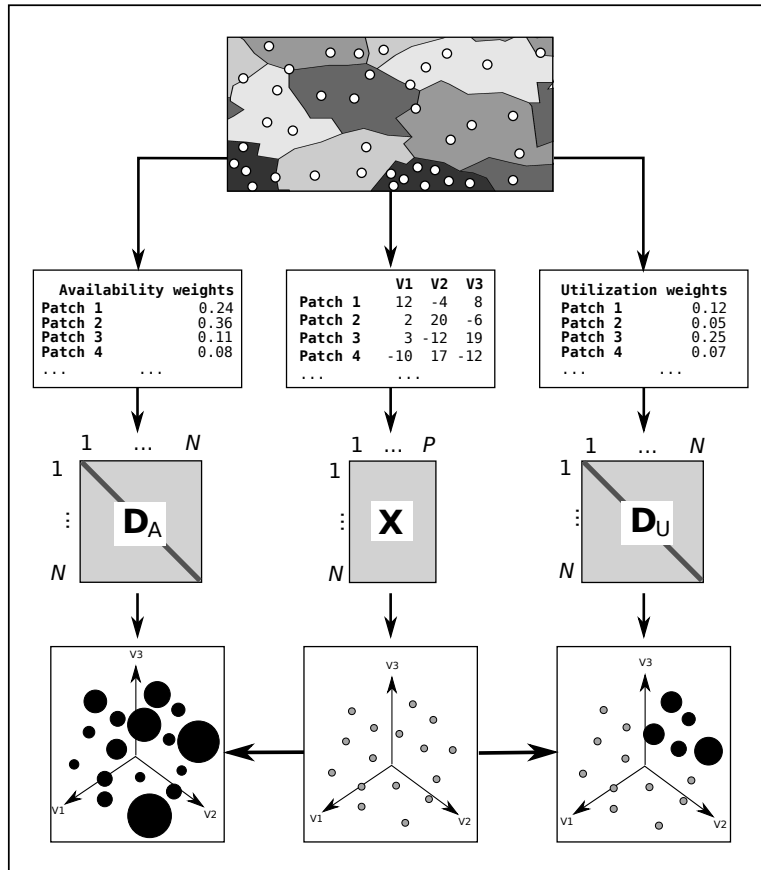 Availability weights
Patch 1 0.24
Patch 2 0.36
Patch 3 0.11
Patch 4 0.08
... ...
V1 V2 V3
Patch 1 12 -4 8
Patch 2 2 20 -6
Patch 3 3 -12 19
Patch 4 -10 17 -12
... ...
Utilization weights
Patch 1 0.12
Patch 2 0.05
Patch 3 0.25
Patch 4 0.07
... ...
1 ... N
1
...
N
D_A
1 ... P
1
...
N
X
1 ... N
1
...
N
D_U
V3
V1
V2
V3
V1
V2
V3
V1
V2